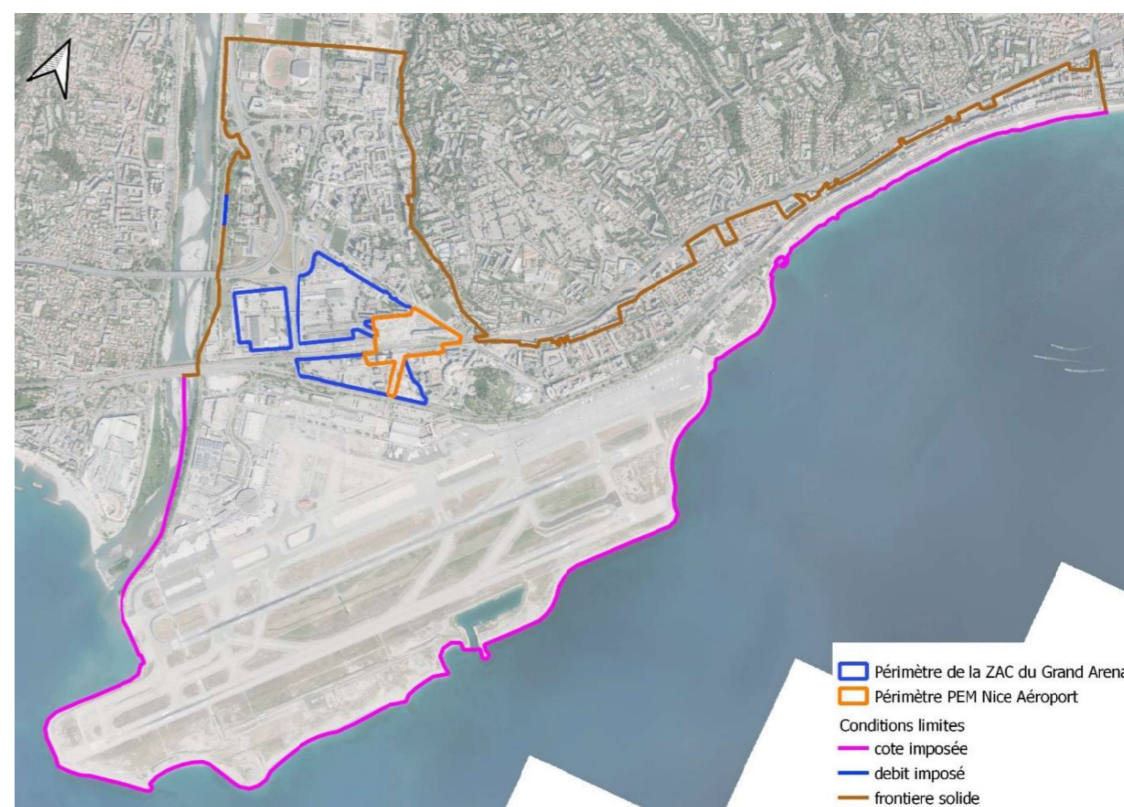 Périmètre de la ZAC du Grand Arena
Périmètre PEM Nice Aéroport
Conditions limites
cote imposée
debit imposé
frontiere solide